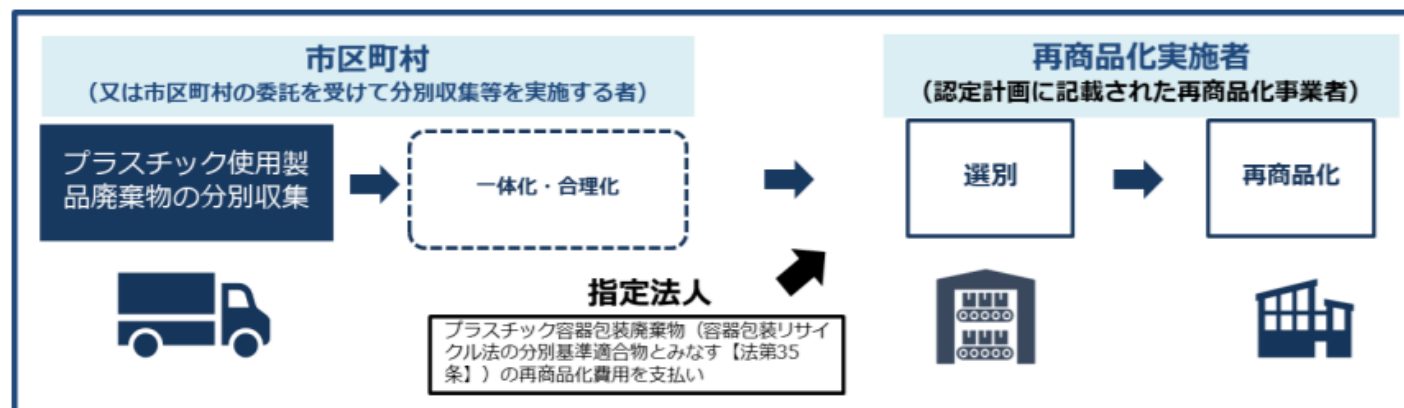 市区町村
（又は市区町村の委託を受けて分別収集等を実施する者）
再商品化実施者
（認定計画に記載された再商品化事業者）
プラスチック使用製
品廃棄物の分別収集
一体化・合理化
選別
再商品化
指定法人
プラスチック容器包装廃棄物（容器包装リサイ
クル法の分別基準適合物とみなす【法第35
条】）の再商品化費用を支払い